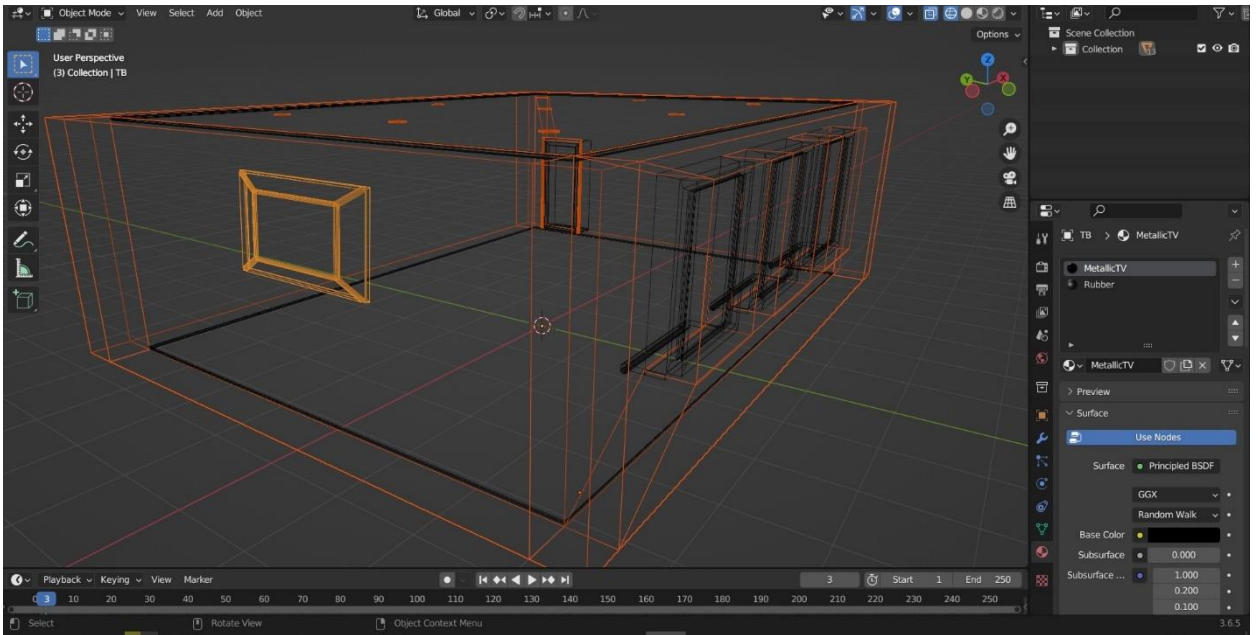 Object Mode View Select Add Object Global
Options
User Perspective
(3) Collection | TB
Z
Y
X
Scene Collection
Collection
TB > MetallicTV
MetallicTV
Rubber
MetallicTV
Preview
Surface
Use Nodes
Surface Principled BSDF
GGX
Random Walk
Base Color
Subsurface 0.000
Subsurface ... 1.000
0.200
0.100
Playback Keying View Marker 3 Start 1 End 250
0 3 10 20 30 40 50 60 70 80 90 100 110 120 130 140 150 160 170 180 190 200 210 220 230 240 250
Select Rotate View Object Context Menu 3.6.5